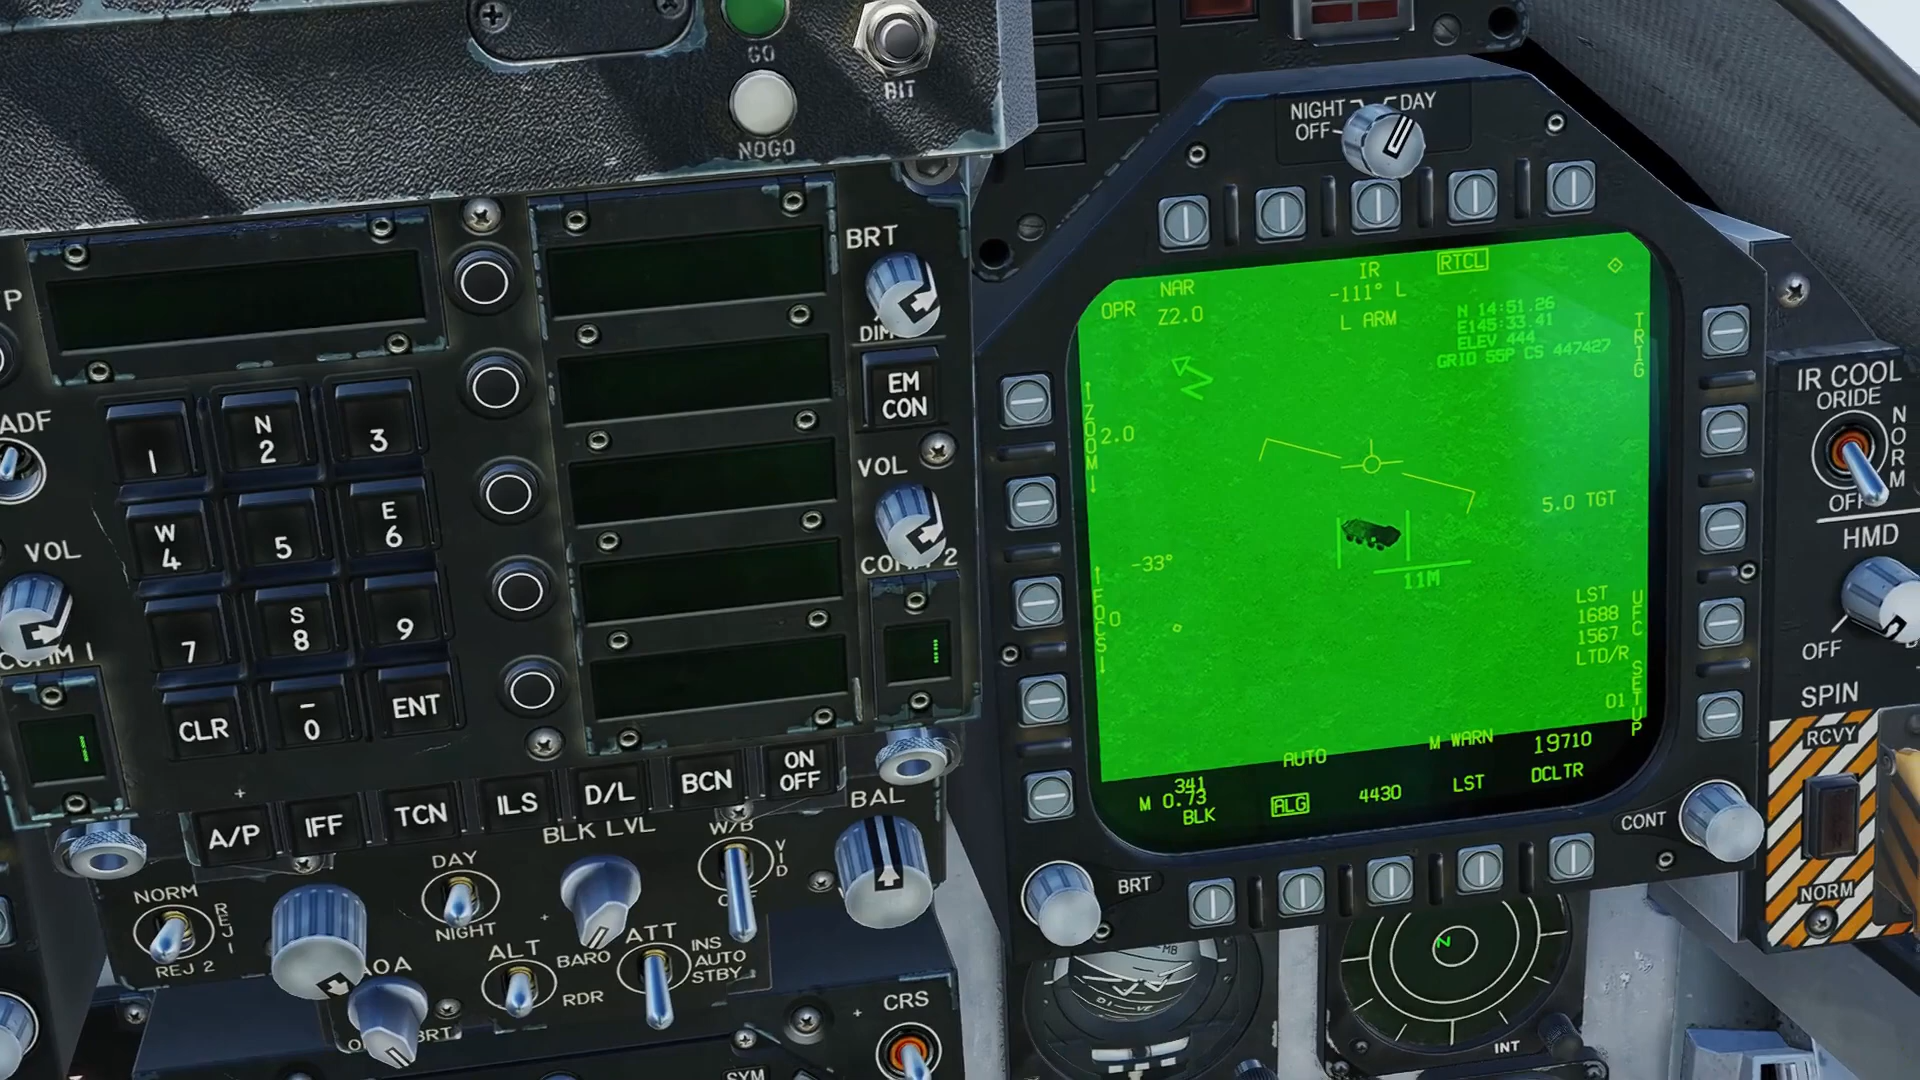 GO
BIT
NOGO
BRT
DIM
EM
CON
VOL
COMM 2
P
ADF
VOL
COMM 1
1
N
2
3
W
4
5
E
6
7
S
8
9
CLR
-
0
ENT
A/P
IFF
TCN
ILS
D/L
BCN
ON
OFF
NORM
REJ 1
REJ 2
DAY
NIGHT
BLK LVL
W/B
VID
BAL
AOA
BRT
ALT
BARO
RDR
ATT
INS
AUTO
STBY
CRS
SYM
NIGHT
DAY
OFF
OPR
NAR
Z2.0
IR
-111° L
L ARM
RTCL
N 14:51.26
E145:33.41
ELEV 444
GRID 55P CS 447427
TRIG
ZOOM
2.0
5.0 TGT
-33°
11M
FOCS
0
LST
1688
1567
LTD/R
UFC
01
SETUP
AUTO
M WARN
19710
341
M 0.73
BLK
ALG
4430
LST
DCLTR
BRT
CONT
IR COOL
ORIDE
NORM
OFF
HMD
OFF
SPIN
RCVY
NORM
N
INT